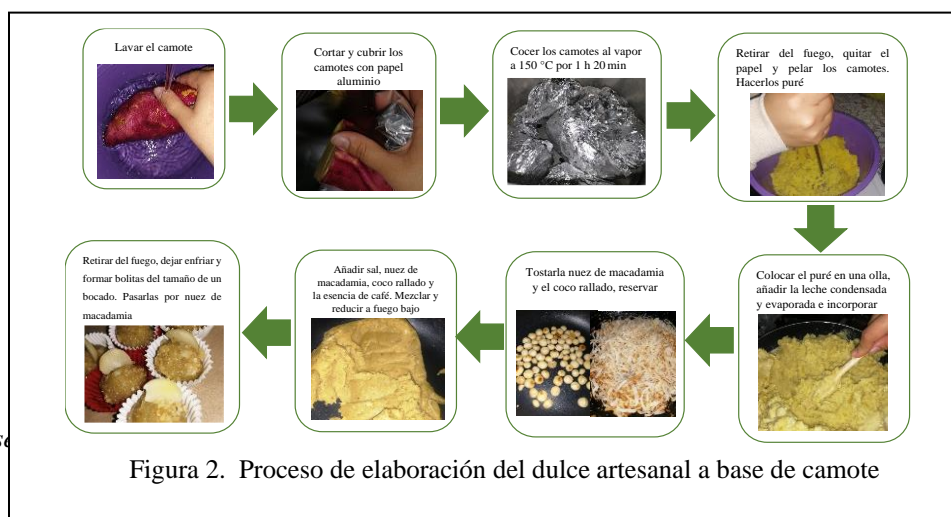 Lavar el camote
Cortar y cubrir los
camotes con papel
aluminio
Cocer los camotes al vapor
a 150 °C por 1 h 20 min
Retirar del fuego, quitar el
papel y pelar los camotes.
Hacerlos puré
Colocar el puré en una olla,
añadir la leche condensada
y evaporada e incorporar
Tostarla nuez de macadamia
y el coco rallado, reservar
Añadir sal, nuez de
macadamia, coco rallado y
la esencia de café. Mezclar y
reducir a fuego bajo
Retirar del fuego, dejar enfriar y
formar bolitas del tamaño de un
bocado. Pasarlas por nuez de
macadamia
Figura 2. Proceso de elaboración del dulce artesanal a base de camote